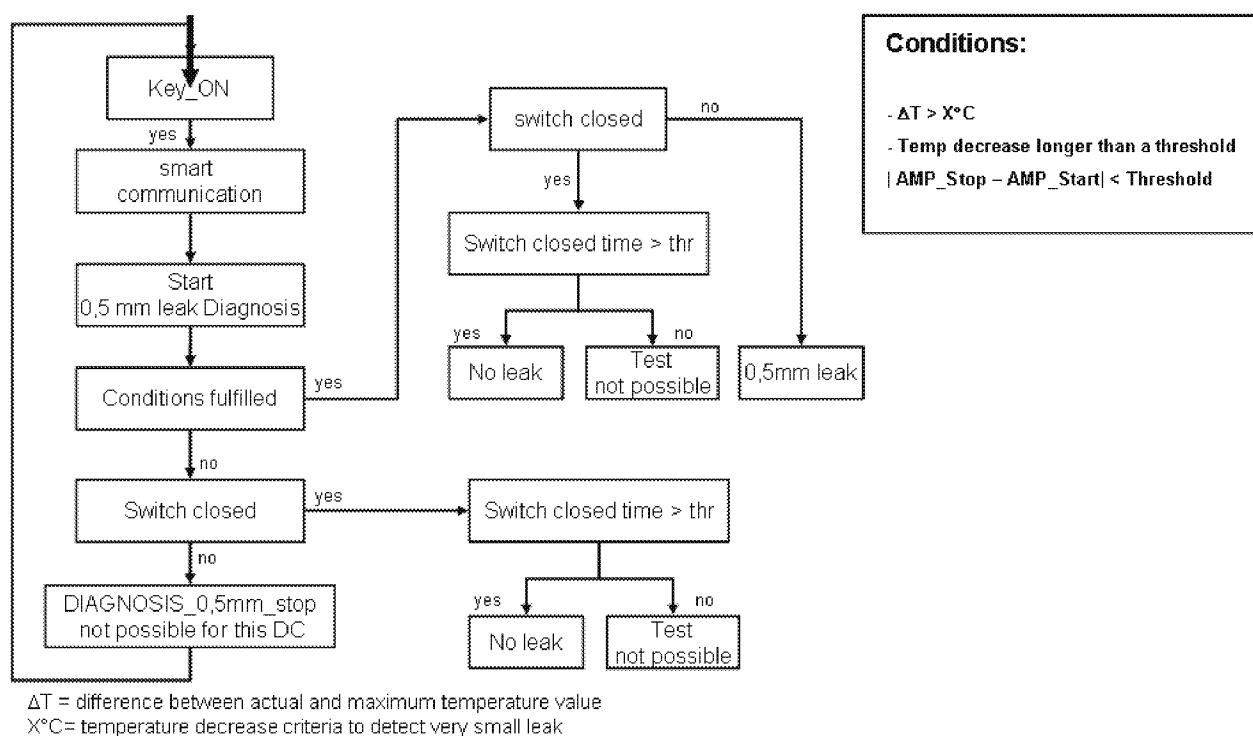 Key_ON
yes
smart
communication
Start
0,5 mm leak Diagnosis
Conditions fulfilled
yes
no
Switch closed
yes
no
DIAGNOSIS_0,5mm_stop
not possible for this DC
switch closed
no
yes
Switch closed time > thr
yes
no
No leak
Test
not possible
0,5mm leak
Switch closed time > thr
yes
no
No leak
Test
not possible
Conditions:
- ΔT > X°C
- Temp decrease longer than a threshold
| AMP_Stop – AMP_Start| < Threshold
ΔT = difference between actual and maximum temperature value
X°C= temperature decrease criteria to detect very small leak